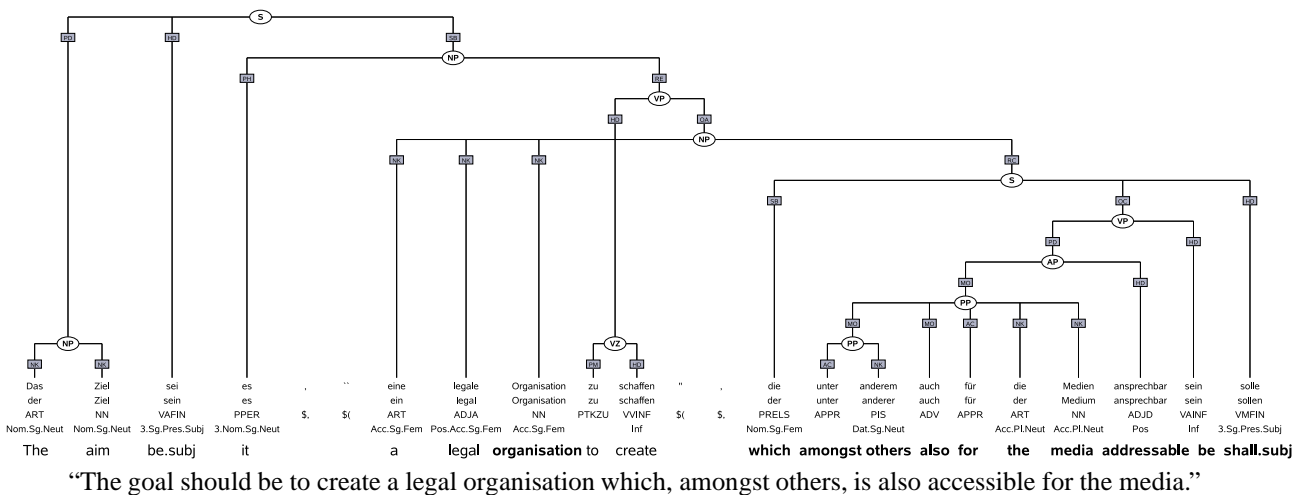 S
PD HD SB
NP
PH RE
VP
HD OA
NP
NK NK NK RC
S
SB OC HD
VP
PD HD
AP
MO HD
PP
MO MO AC NK NK
NP VZ PP
NK NK PM HD AC NK
Das Ziel sei es , `` eine legale Organisation zu schaffen " , die unter anderem auch für die Medien ansprechbar sein solle
der Ziel sein es ein legal Organisation zu schaffen der unter anderer auch für der Medium ansprechbar sein sollen
ART NN VAFIN PPER $, $( ART ADJA NN PTKZU VVINF $( $, PRELS APPR PIS ADV APPR ART NN ADJD VAINF VMFIN
Nom.Sg.Neut Nom.Sg.Neut 3.Sg.Pres.Subj 3.Nom.Sg.Neut Acc.Sg.Fem Pos.Acc.Sg.Fem Acc.Sg.Fem Inf Nom.Sg.Fem Dat.Sg.Neut Acc.Pl.Neut Acc.Pl.Neut Pos Inf 3.Sg.Pres.Subj
The aim be.subj it a legal organisation to create which amongst others also for the media addressable be shall.subj
“The goal should be to create a legal organisation which, amongst others, is also accessible for the media.”